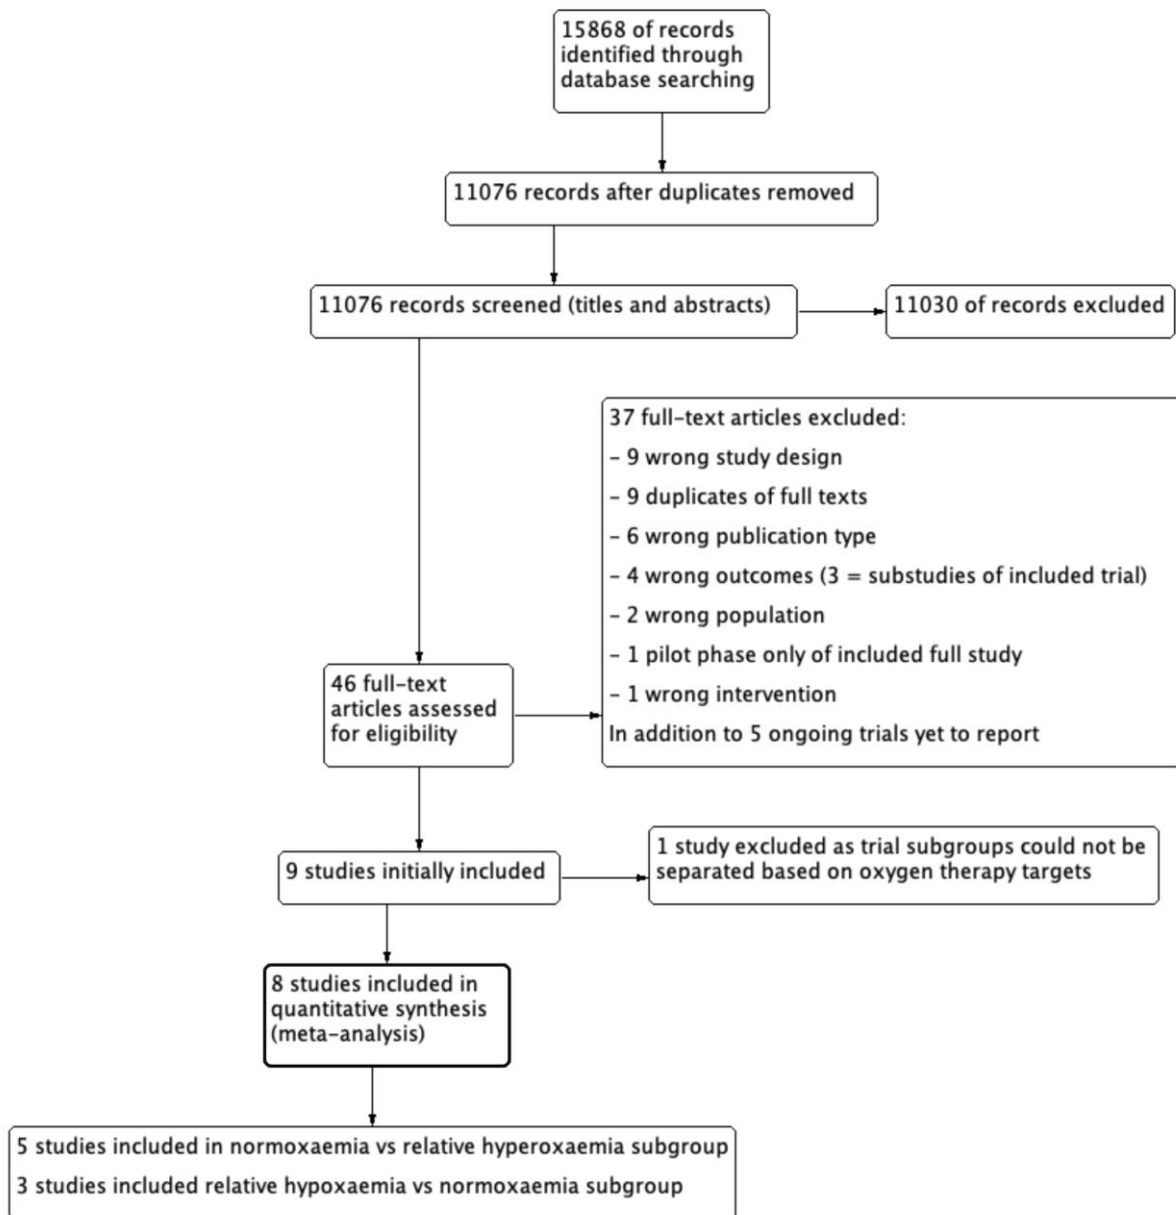 15868 of records
identified through
database searching
11076 records after duplicates removed
11076 records screened (titles and abstracts)
11030 of records excluded
37 full-text articles excluded:
- 9 wrong study design
- 9 duplicates of full texts
- 6 wrong publication type
- 4 wrong outcomes (3 = substudies of included trial)
- 2 wrong population
- 1 pilot phase only of included full study
- 1 wrong intervention
In addition to 5 ongoing trials yet to report
46 full-text
articles assessed
for eligibility
9 studies initially included
1 study excluded as trial subgroups could not be
separated based on oxygen therapy targets
8 studies included in
quantitative synthesis
(meta-analysis)
5 studies included in normoxaemia vs relative hyperoxaemia subgroup
3 studies included relative hypoxaemia vs normoxaemia subgroup